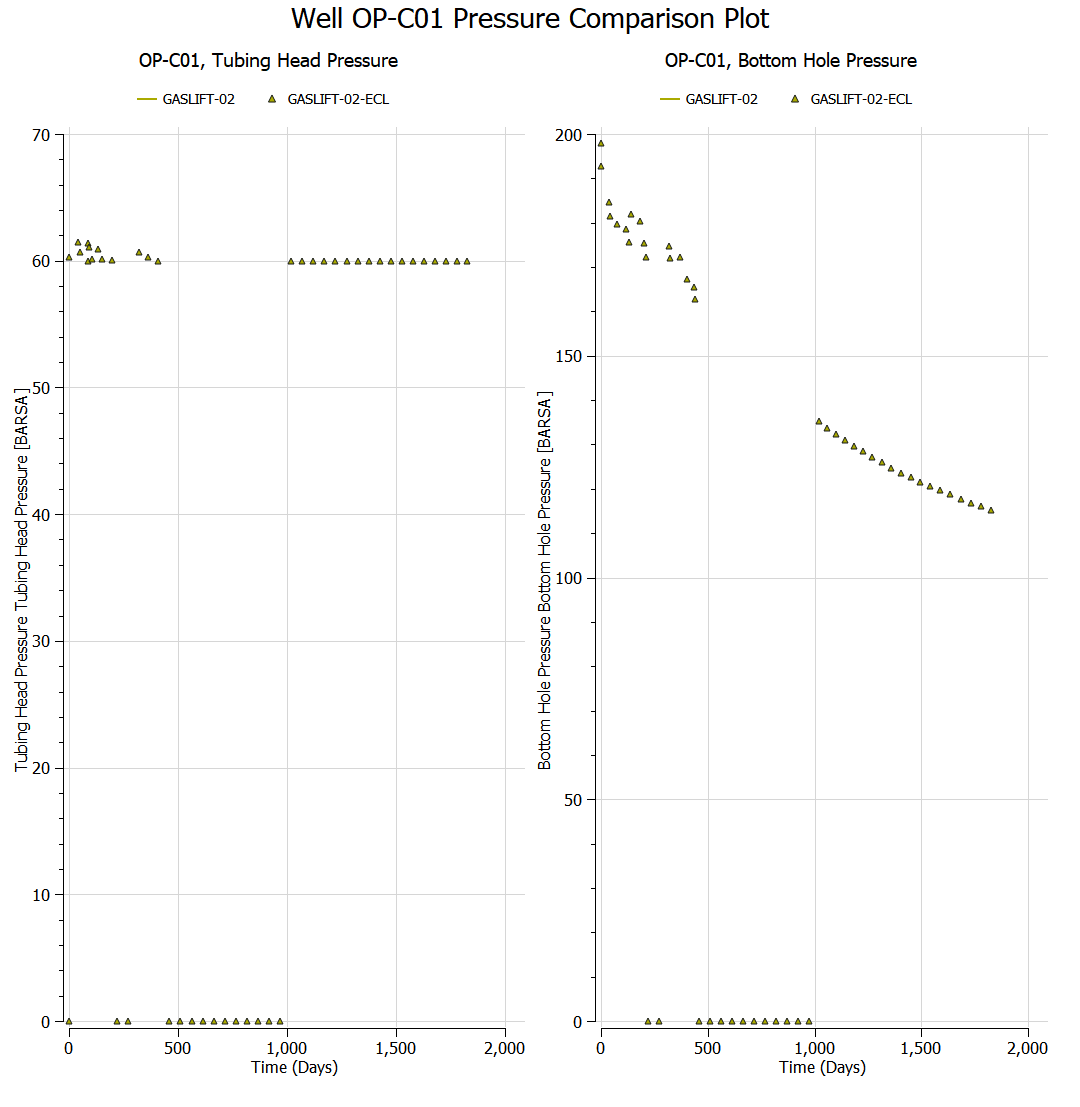 Well OP-C01 Pressure Comparison Plot
OP-C01, Tubing Head Pressure
GASLIFT-02
GASLIFT-02-ECL
Tubing Head Pressure Tubing Head Pressure [BARSA]
70
60
50
40
30
20
10
0
0 500 1,000 1,500 2,000
Time (Days)
OP-C01, Bottom Hole Pressure
GASLIFT-02
GASLIFT-02-ECL
Bottom Hole Pressure Bottom Hole Pressure [BARSA]
200
150
100
50
0
0 500 1,000 1,500 2,000
Time (Days)